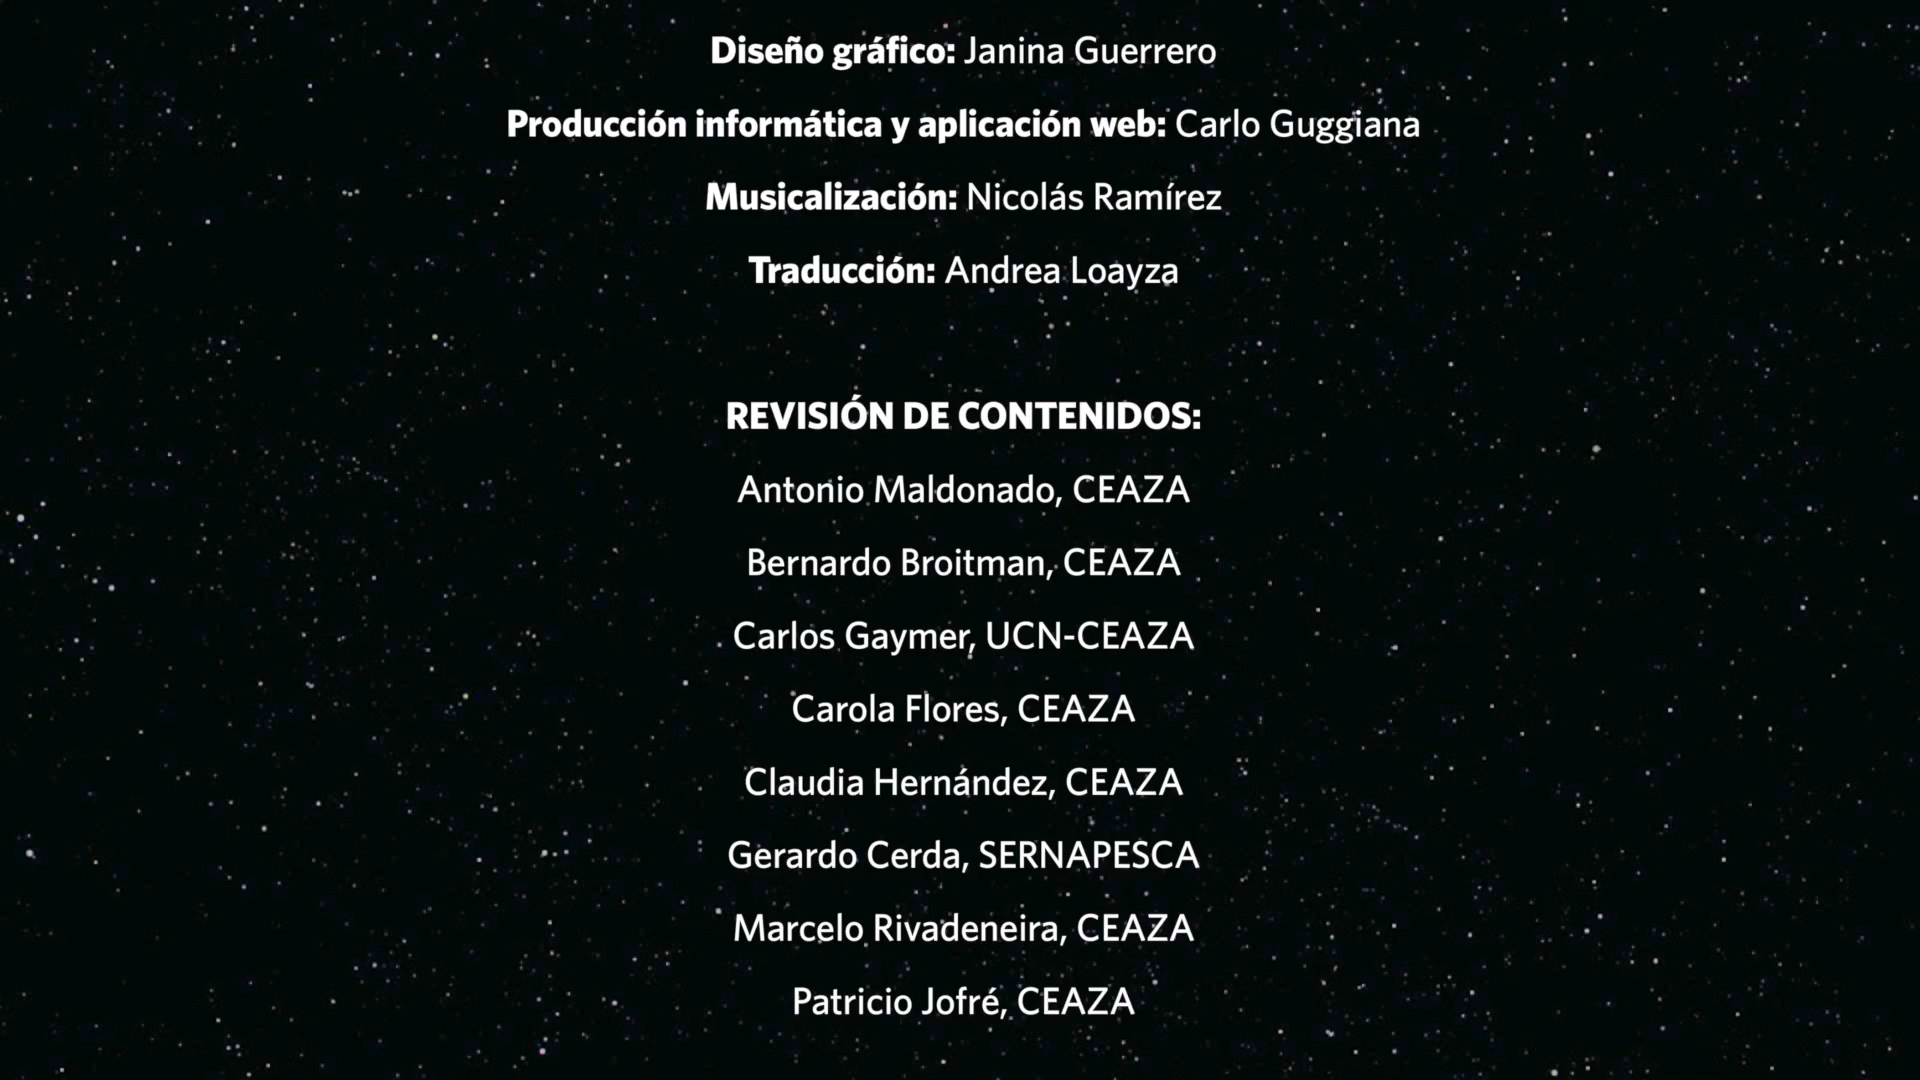 Diseño gráfico: Janina Guerrero
Producción informática y aplicación web: Carlo Guggiana
Musicalización: Nicolás Ramírez
Traducción: Andrea Loayza
REVISIÓN DE CONTENIDOS:
Antonio Maldonado, CEAZA
Bernardo Broitman, CEAZA
Carlos Gaymer, UCN-CEAZA
Carola Flores, CEAZA
Claudia Hernández, CEAZA
Gerardo Cerda, SERNAPESCA
Marcelo Rivadeneira, CEAZA
Patricio Jofré, CEAZA